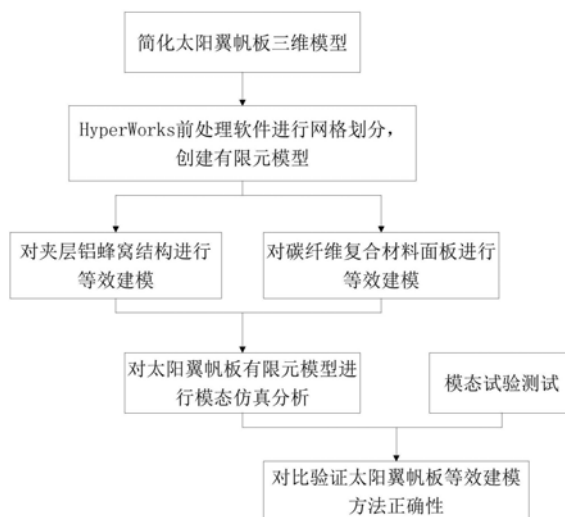 简化太阳翼帆板三维模型
HyperWorks前处理软件进行网格划分，
创建有限元模型
对夹层铝蜂窝结构进行
等效建模
对碳纤维复合材料面板进行
等效建模
对太阳翼帆板有限元模型进
行模态仿真分析
模态试验测试
对比验证太阳翼帆板等效建模
方法正确性